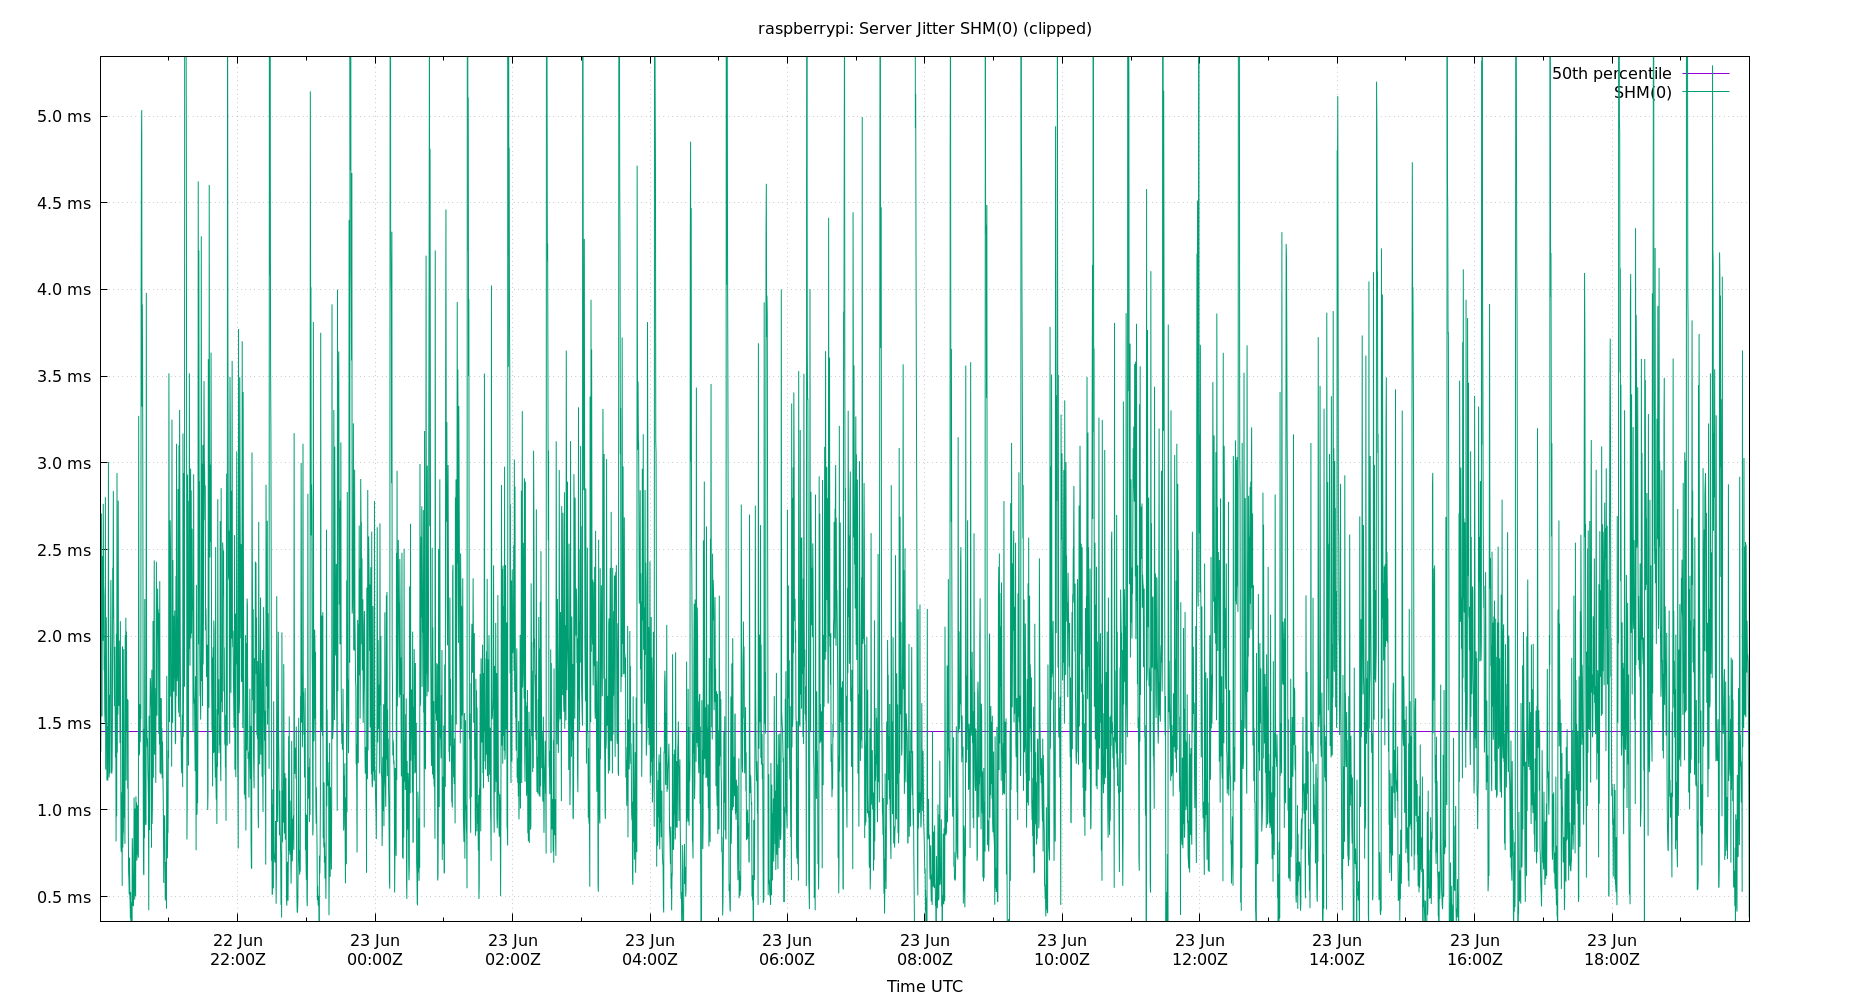 raspberrypi: Server Jitter SHM(0) (clipped)
50th percentile
SHM(0)
5.0 ms
4.5 ms
4.0 ms
3.5 ms
3.0 ms
2.5 ms
2.0 ms
1.5 ms
1.0 ms
0.5 ms
22 Jun 23 Jun 23 Jun 23 Jun 23 Jun 23 Jun 23 Jun 23 Jun 23 Jun 23 Jun 23 Jun
22:00Z 00:00Z 02:00Z 04:00Z 06:00Z 08:00Z 10:00Z 12:00Z 14:00Z 16:00Z 18:00Z
Time UTC